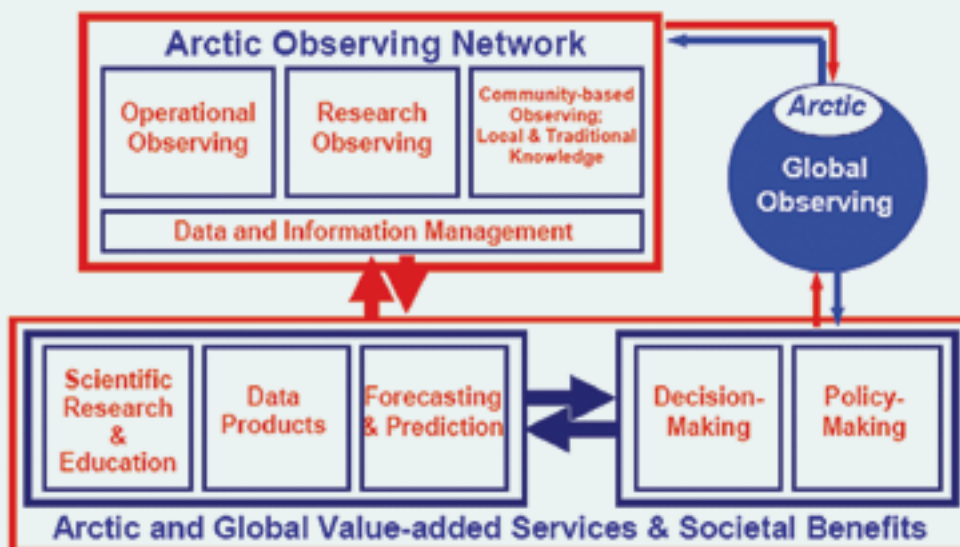 Arctic Observing Network
Operational
Observing
Research
Observing
Community-based
Observing;
Local & Traditional
Knowledge
Data and Information Management
Arctic
Global
Observing
Scientific
Research
&
Education
Data
Products
Forecasting
& Prediction
Decision-
Making
Policy-
Making
Arctic and Global Value-added Services & Societal Benefits